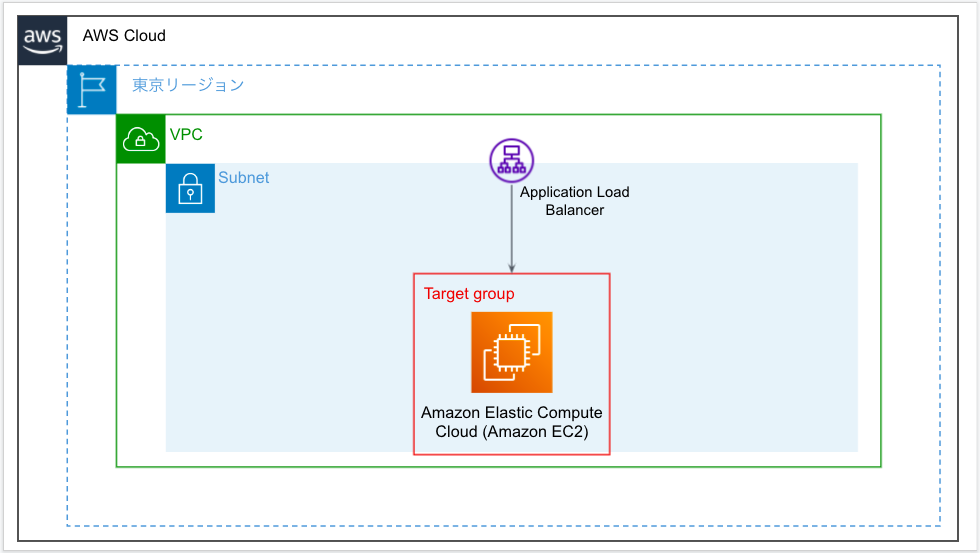 aws
AWS Cloud
東京リージョン
VPC
Subnet
Application Load
Balancer
Target group
Amazon Elastic Compute
Cloud (Amazon EC2)